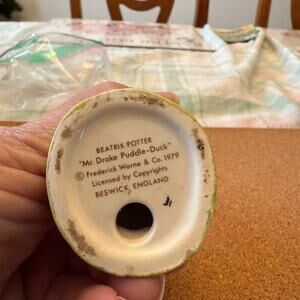 BEATRIX POTTER
"Mr. Drake Puddle-Duck"
© Frederick Warne & Co. 1979
Licensed by Copyrights
BESWICK, ENGLAND